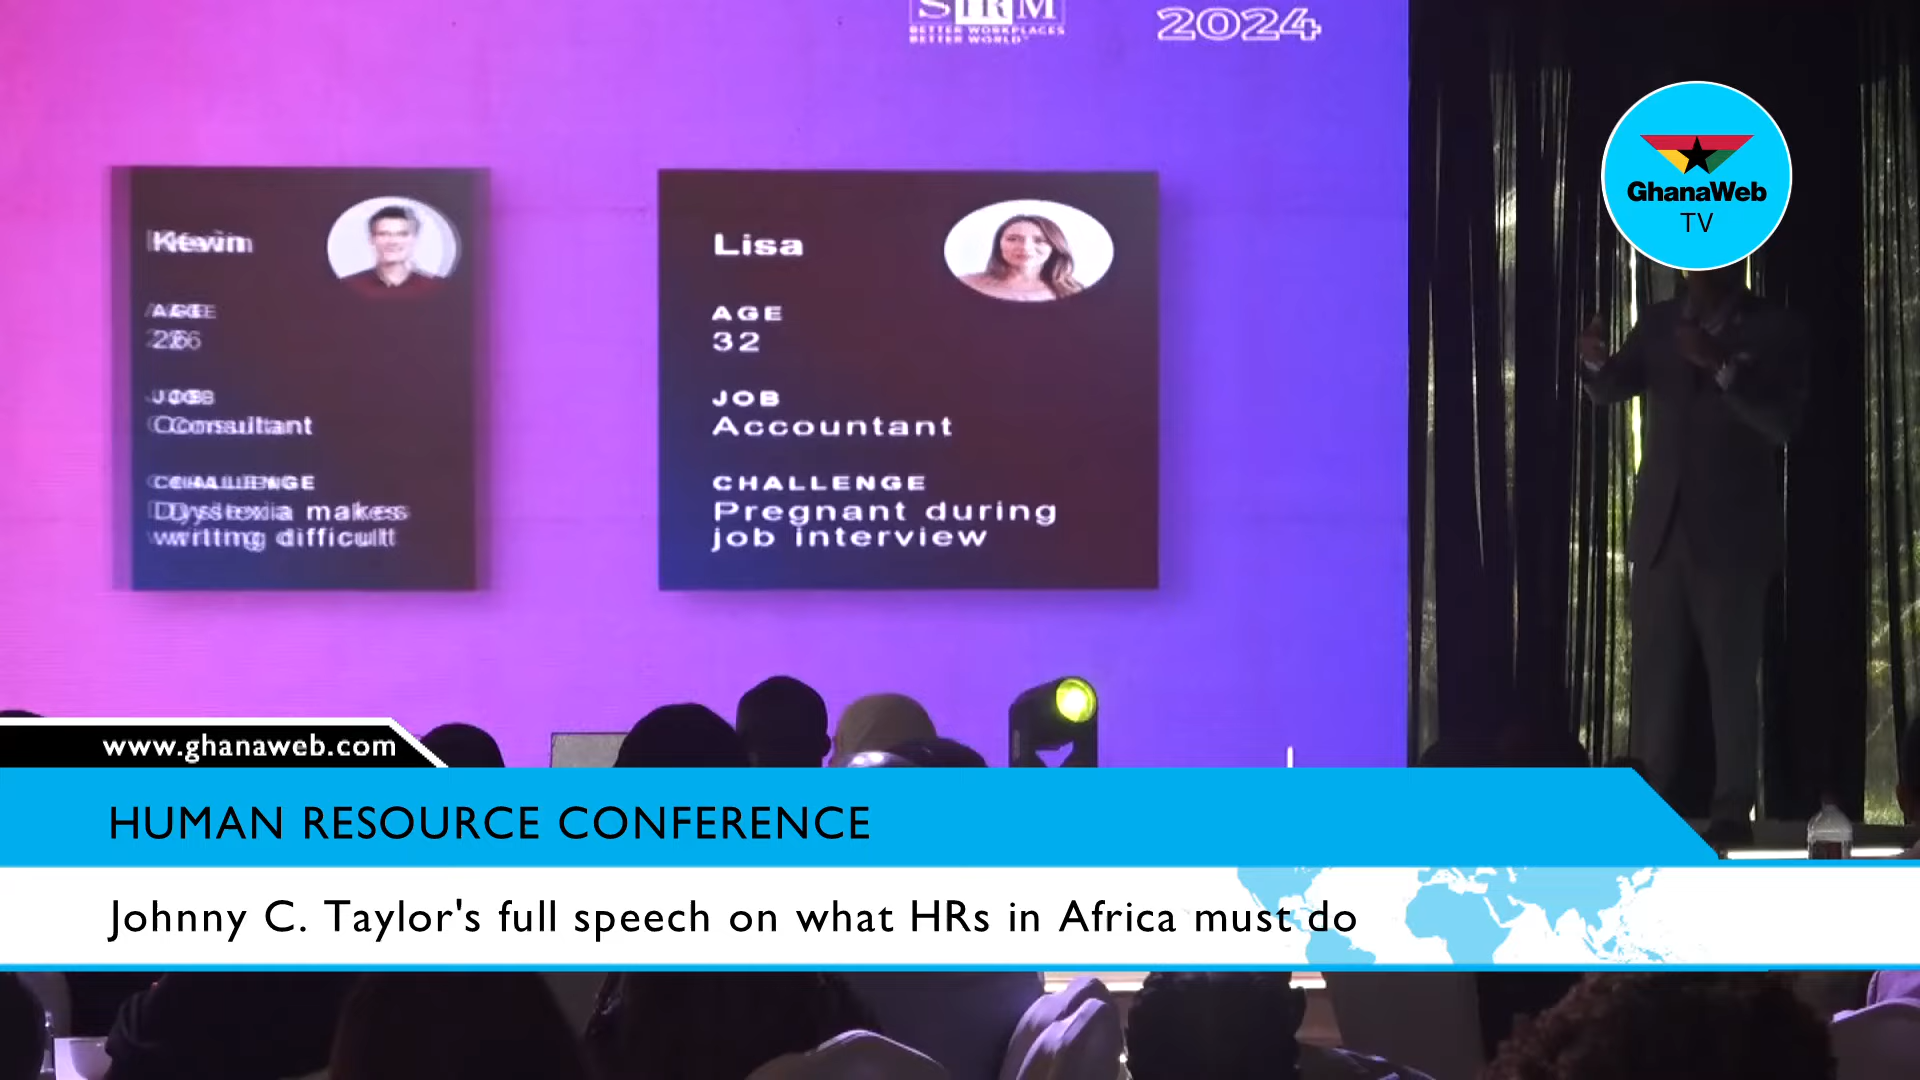 SHRM
BETTER WORKPLACES
BETTER WORLD™
2024
GhanaWeb
TV
Kevin
AGE
26
JOB
Consultant
CHALLENGE
Dyslexia makes
writing difficult
Lisa
AGE
32
JOB
Accountant
CHALLENGE
Pregnant during
job interview
www.ghanaweb.com
HUMAN RESOURCE CONFERENCE
Johnny C. Taylor's full speech on what HRs in Africa must do